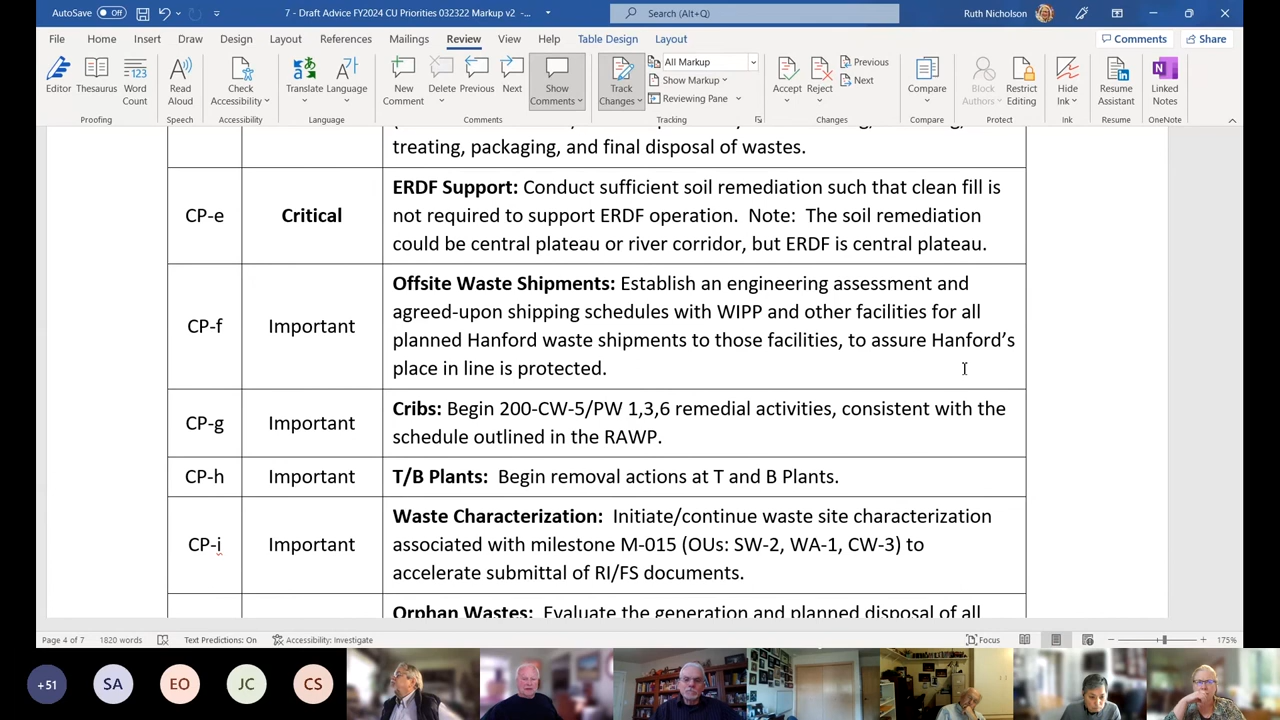 AutoSave Off 7 - Draft Advice FY2024 CU Priorities 032322 Markup v2 - Search (Alt+Q) Ruth Nicholson
File Home Insert Draw Design Layout References Mailings Review View Help Table Design Layout Comments Share
Editor Thesaurus Word Count Read Aloud Check Accessibility Translate Language New Comment Delete Previous Next Show Comments Track Changes All Markup Show Markup Reviewing Pane Accept Reject Previous Next Compare Block Authors Restrict Editing Hide Ink Resume Assistant Linked Notes
Proofing Speech Accessibility Language Comments Tracking Changes Compare Protect Ink Resume OneNote
treating, packaging, and final disposal of wastes.
CP-e
Critical
ERDF Support: Conduct sufficient soil remediation such that clean fill is
not required to support ERDF operation. Note: The soil remediation
could be central plateau or river corridor, but ERDF is central plateau.
CP-f
Important
Offsite Waste Shipments: Establish an engineering assessment and
agreed-upon shipping schedules with WIPP and other facilities for all
planned Hanford waste shipments to those facilities, to assure Hanford's
place in line is protected.
CP-g
Important
Cribs: Begin 200-CW-5/PW 1,3,6 remedial activities, consistent with the
schedule outlined in the RAWP.
CP-h
Important
T/B Plants: Begin removal actions at T and B Plants.
CP-i
Important
Waste Characterization: Initiate/continue waste site characterization
associated with milestone M-015 (OUs: SW-2, WA-1, CW-3) to
accelerate submittal of RI/FS documents.
Orphan Wastes: Evaluate the generation and planned disposal of all
Page 4 of 7 1820 words Text Predictions: On Accessibility: Investigate Focus 175%
+51 SA EO JC CS